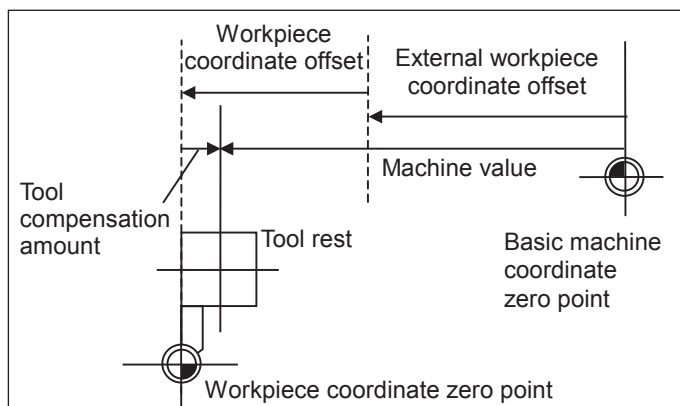 Workpiece
coordinate offset
External workpiece
coordinate offset
Machine value
Tool
compensation
amount
Tool rest
Basic machine
coordinate
zero point
Workpiece coordinate zero point